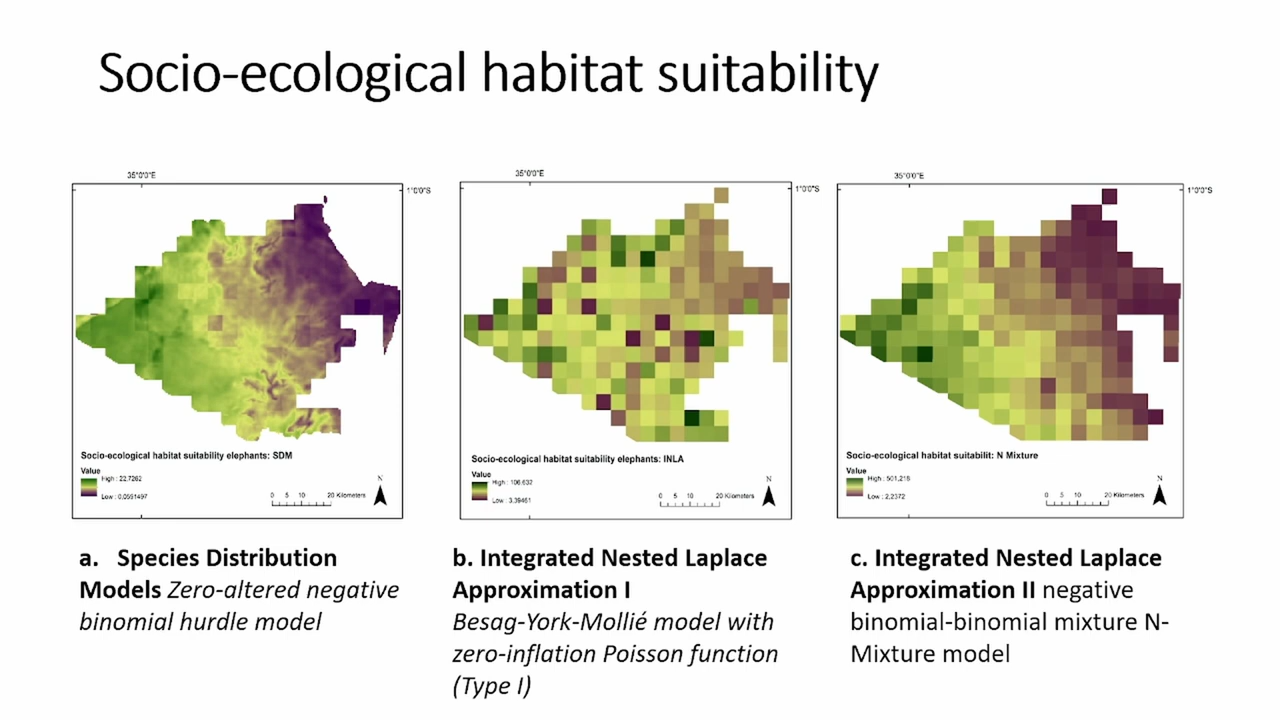 Socio-ecological habitat suitability
35°0'0"E
1°0'0"S
Socio-ecological habitat suitability elephants: SDM
Value
High : 22,7262
Low : 0,0591497
N
0 5 10 20 Kilometers
35°0'0"E
1°0'0"S
Socio-ecological habitat suitability elephants: INLA
Value
High : 106,632
Low : 3,39461
N
0 5 10 20 Kilometers
35°0'0"E
1°0'0"S
Socio-ecological habitat suitabilit: N Mixture
Value
High : 501,218
Low : 2,2372
N
0 5 10 20 Kilometers
a. Species Distribution
Models Zero-altered negative
binomial hurdle model
b. Integrated Nested Laplace
Approximation I
Besag-York-Mollié model with
zero-inflation Poisson function
(Type I)
c. Integrated Nested Laplace
Approximation II negative
binomial-binomial mixture N-
Mixture model